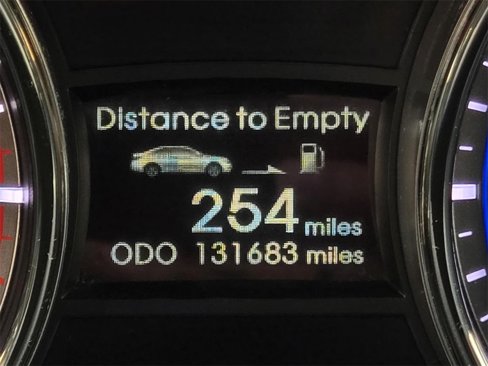 Distance to Empty
254 miles
ODO 131683 miles